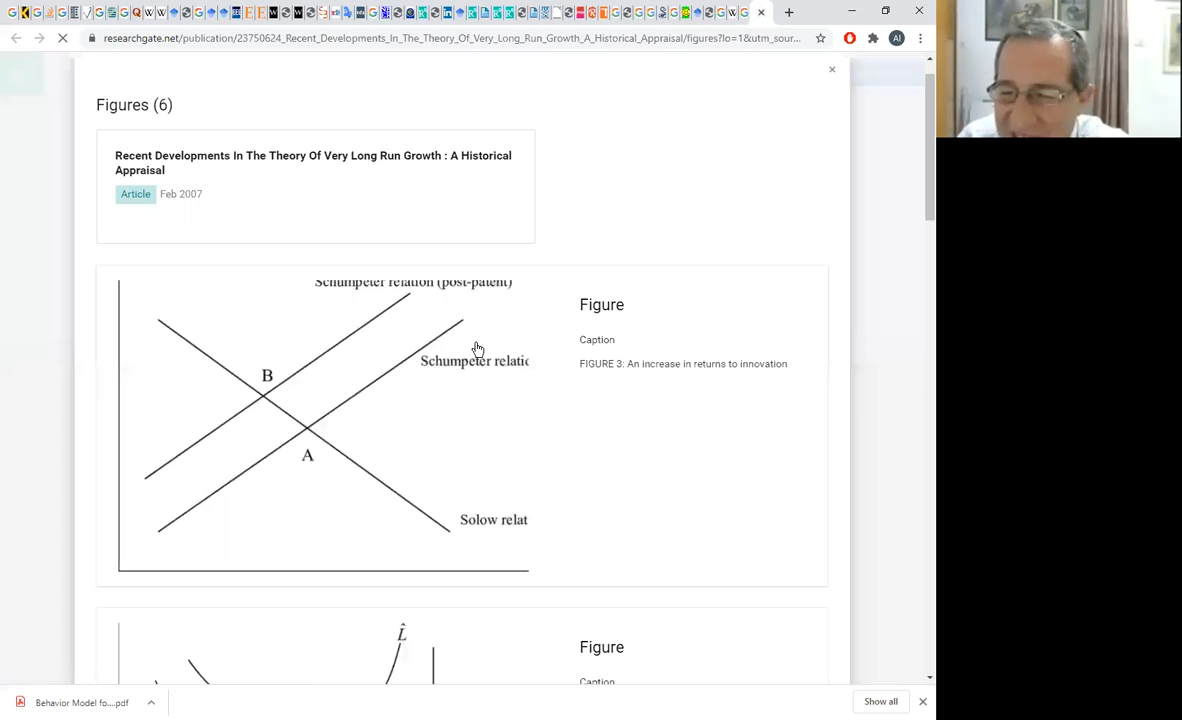 researchgate.net/publication/23750624_Recent_Developments_In_The_Theory_Of_Very_Long_Run_Growth_A_Historical_Appraisal/figures?lo=1&utm_sour...
AI
Figures (6)
Recent Developments In The Theory Of Very Long Run Growth : A Historical
Appraisal
Article Feb 2007
Schumpeter relation (post-patent)
Schumpeter relatio
B
A
Solow relat
Figure
Caption
FIGURE 3: An increase in returns to innovation
L̂
Figure
Caption
Behavior Model fo....pdf
Show all